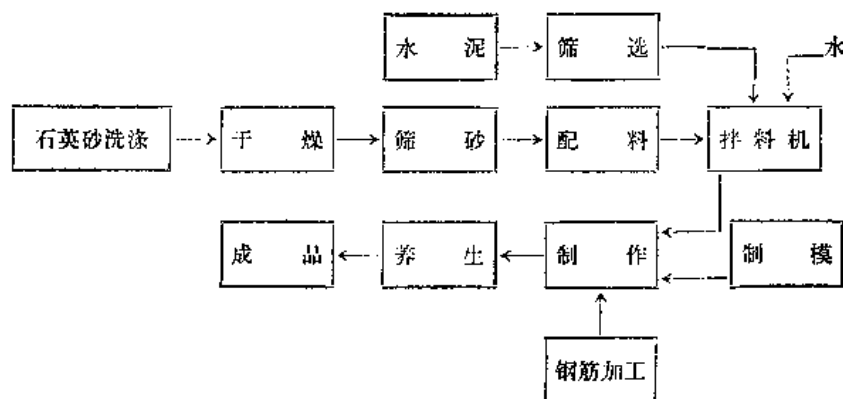 水泥 筛选 水
石英砂洗涤 干燥 筛砂 配料 拌料机
成品 养生 制作 制模
钢筋加工